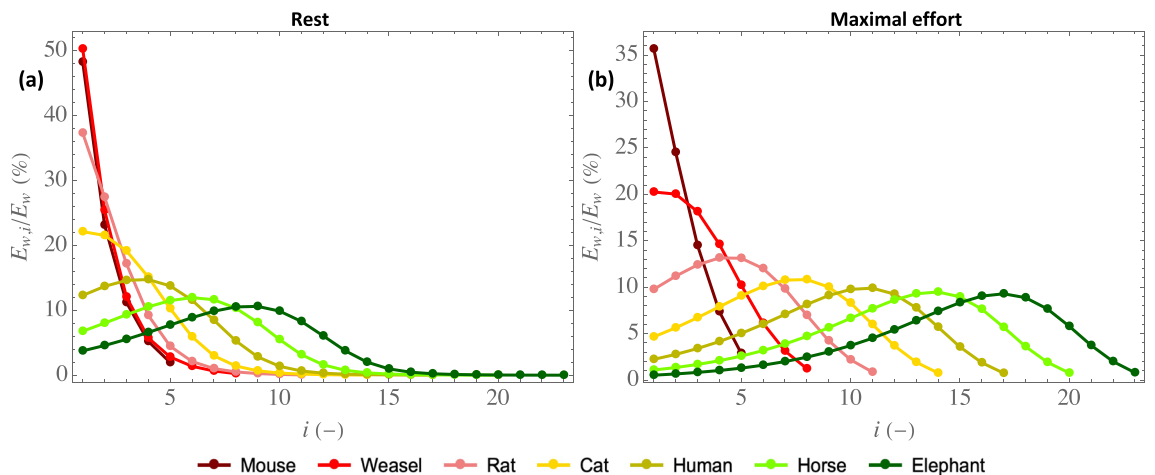 Rest
Maximal effort
(a)
(b)
50
40
30
20
10
0
E_{w,i}/E_w (%)
5
10
15
20
i (−)
35
30
25
20
15
10
5
0
E_{w,i}/E_w (%)
5
10
15
20
i (−)
Mouse Weasel Rat Cat Human Horse Elephant